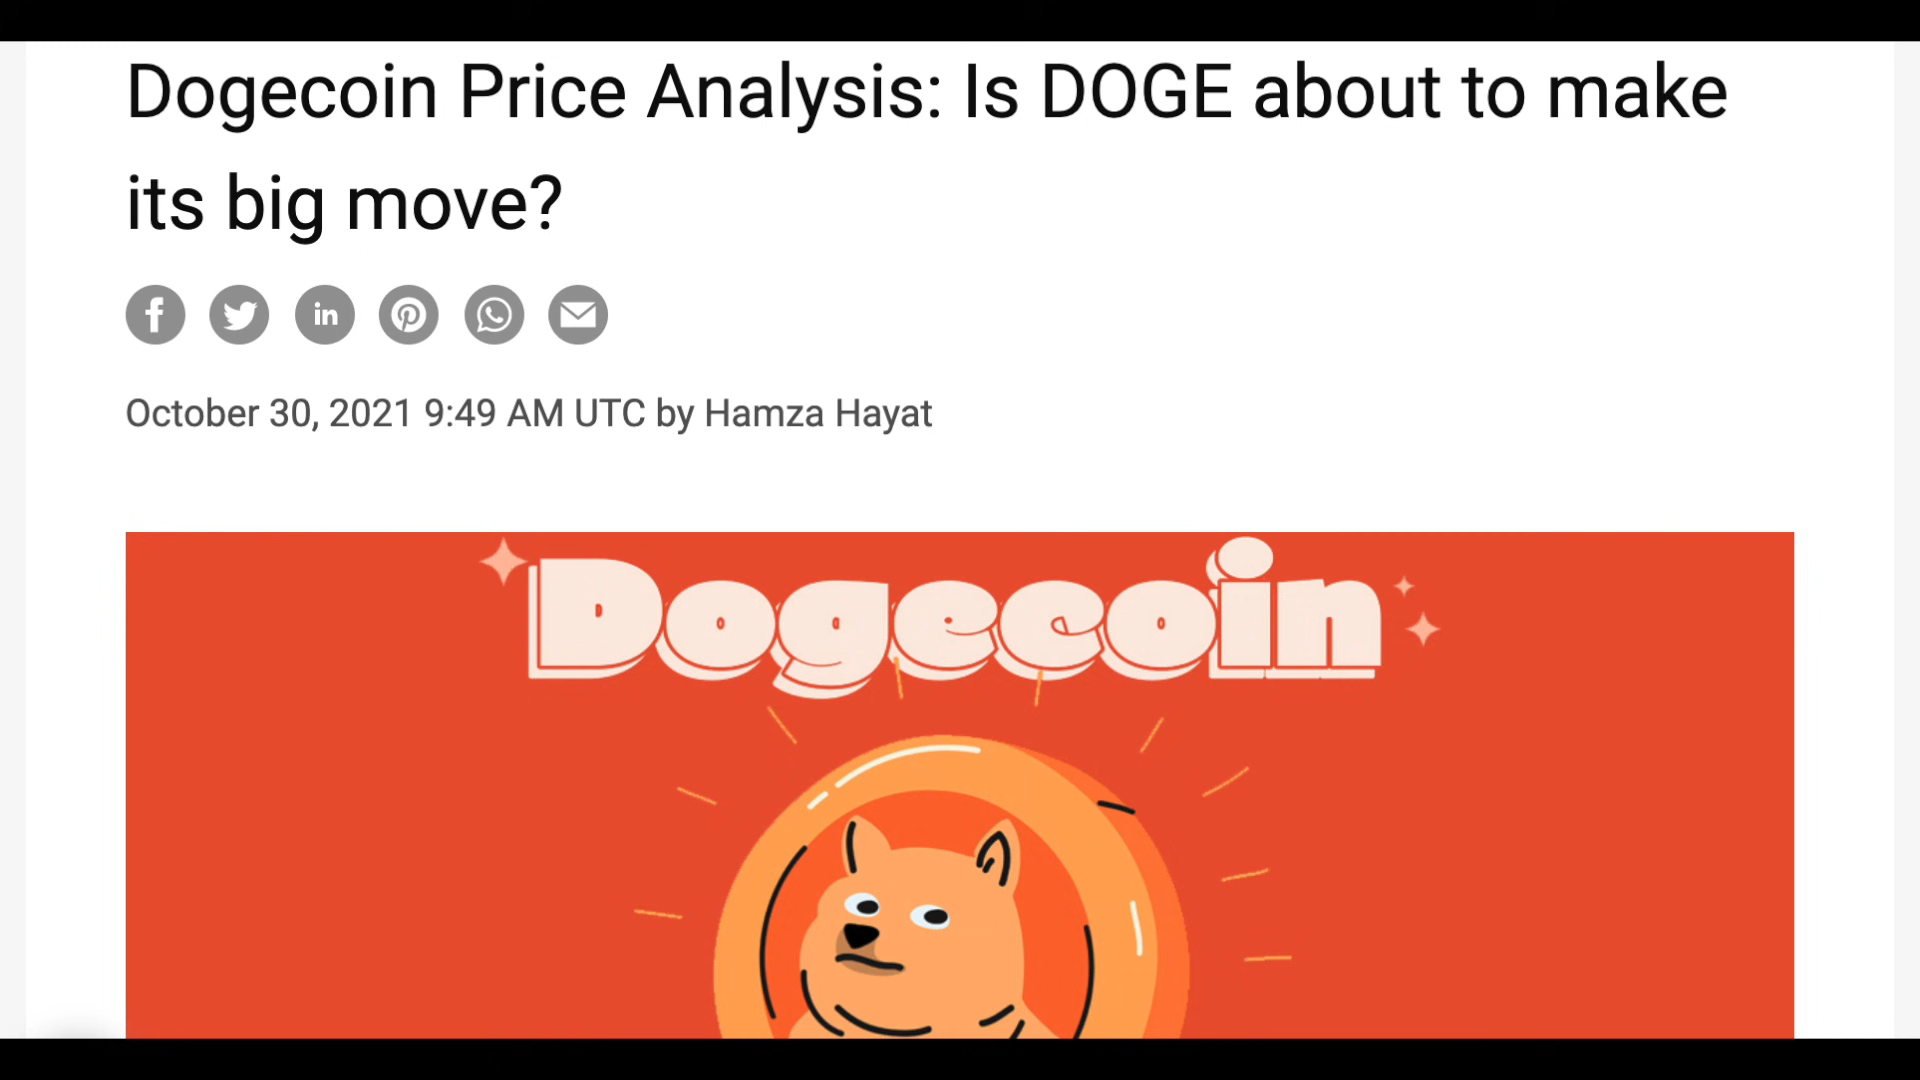 Dogecoin Price Analysis: Is DOGE about to make
its big move?
in
October 30, 2021 9:49 AM UTC by Hamza Hayat
Dogecoin